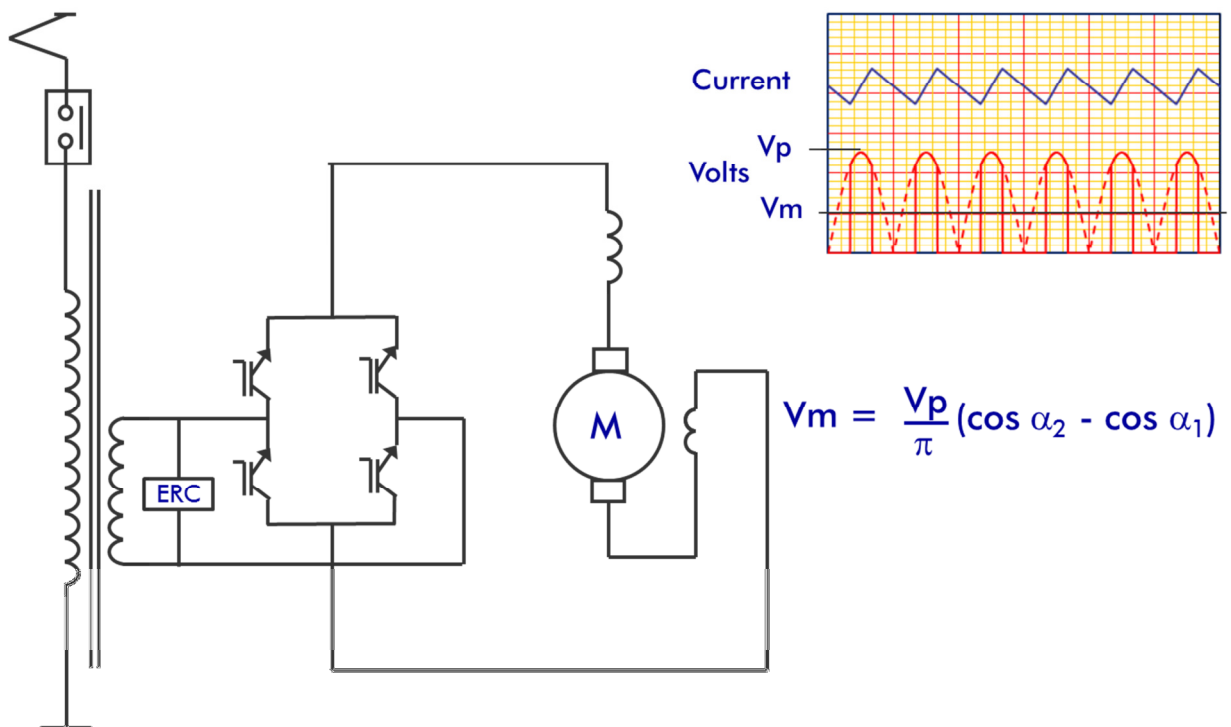 Current
Vp
Volts
Vm
ERC
M
Vm = Vp/π (cos α₂ - cos α₁)